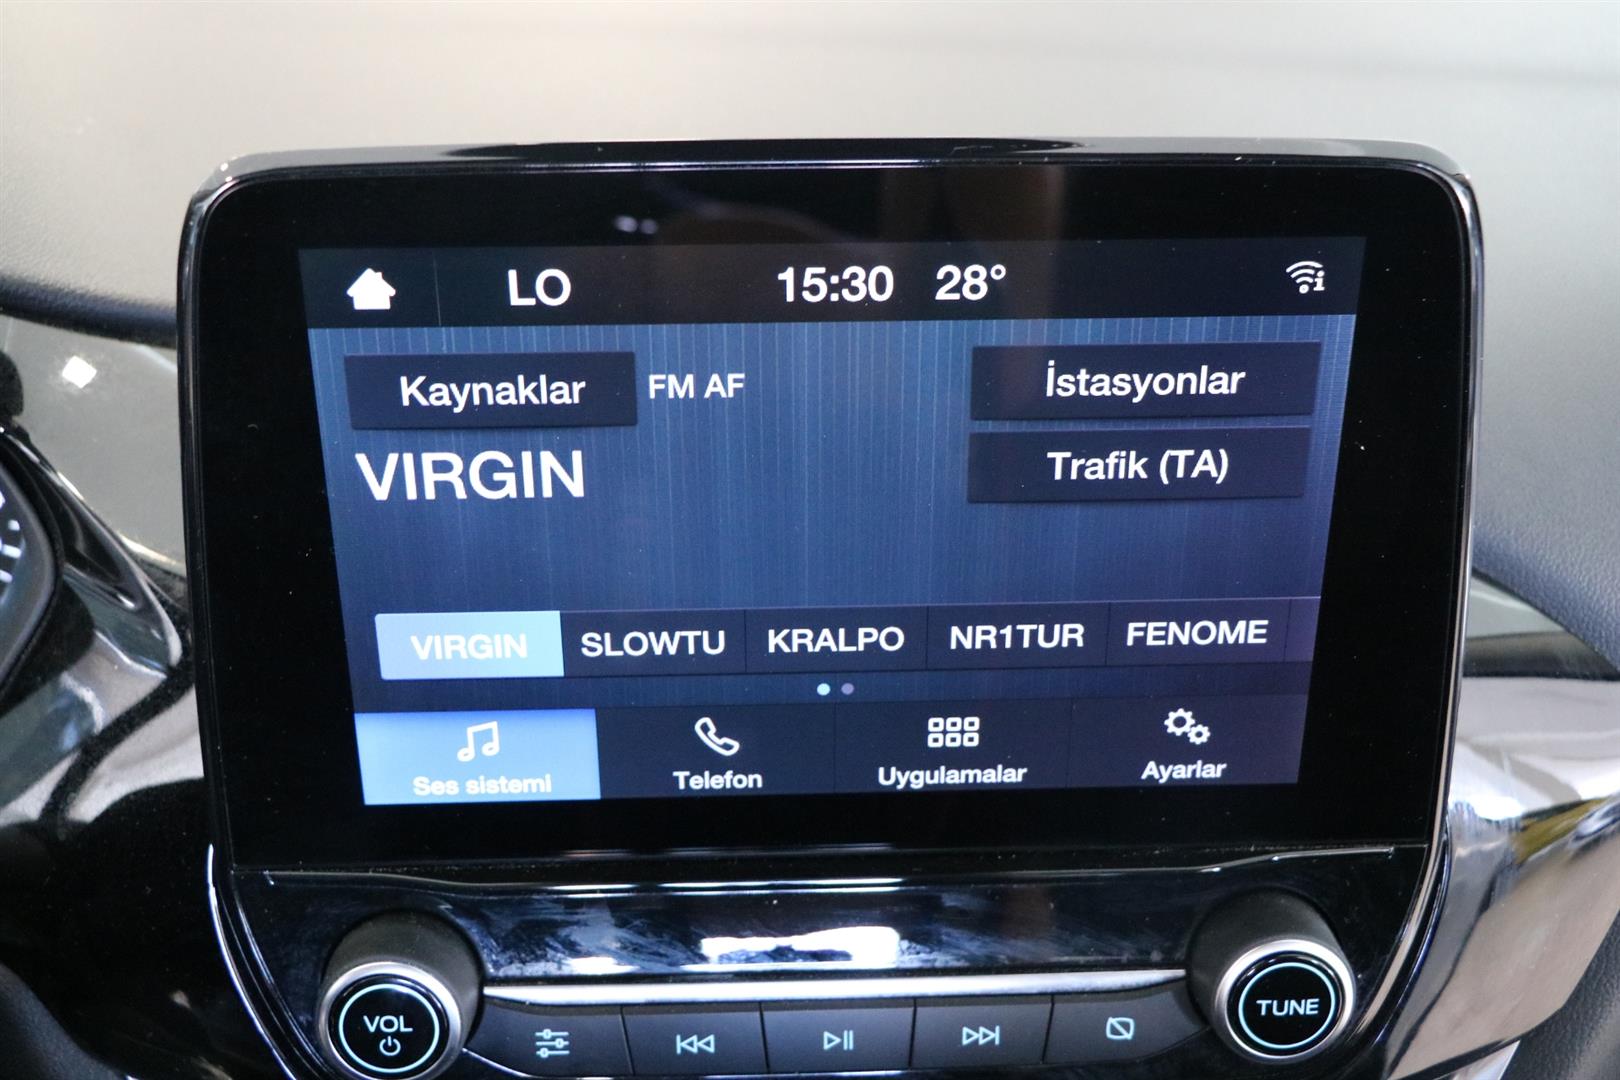 LO 15:30 28°
Kaynaklar FM AF İstasyonlar
VIRGIN Trafik (TA)
VIRGIN SLOWTU KRALPO NR1TUR FENOME
Ses sistemi Telefon Uygulamalar Ayarlar
VOL TUNE